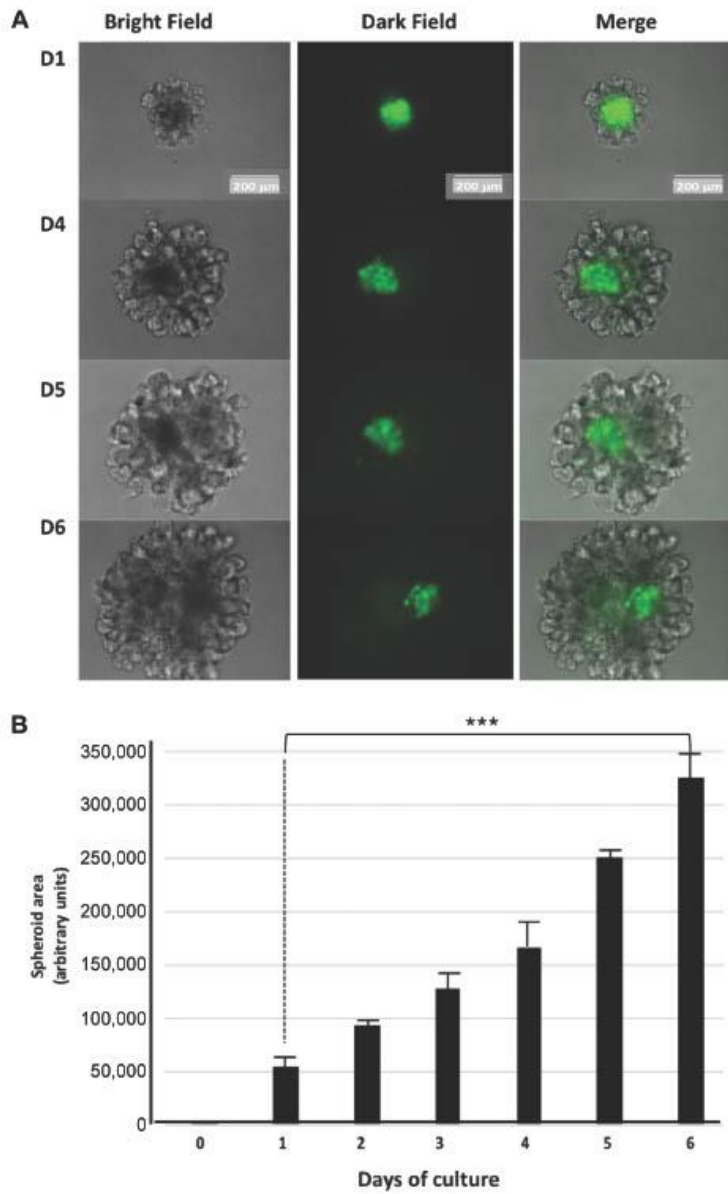 A
Bright Field
Dark Field
Merge
D1
200 µm
200 µm
200 µm
D4
D5
D6
B
***
350,000
300,000
250,000
200,000
150,000
100,000
50,000
0
Spheroid area
(arbitrary units)
0 1 2 3 4 5 6
Days of culture